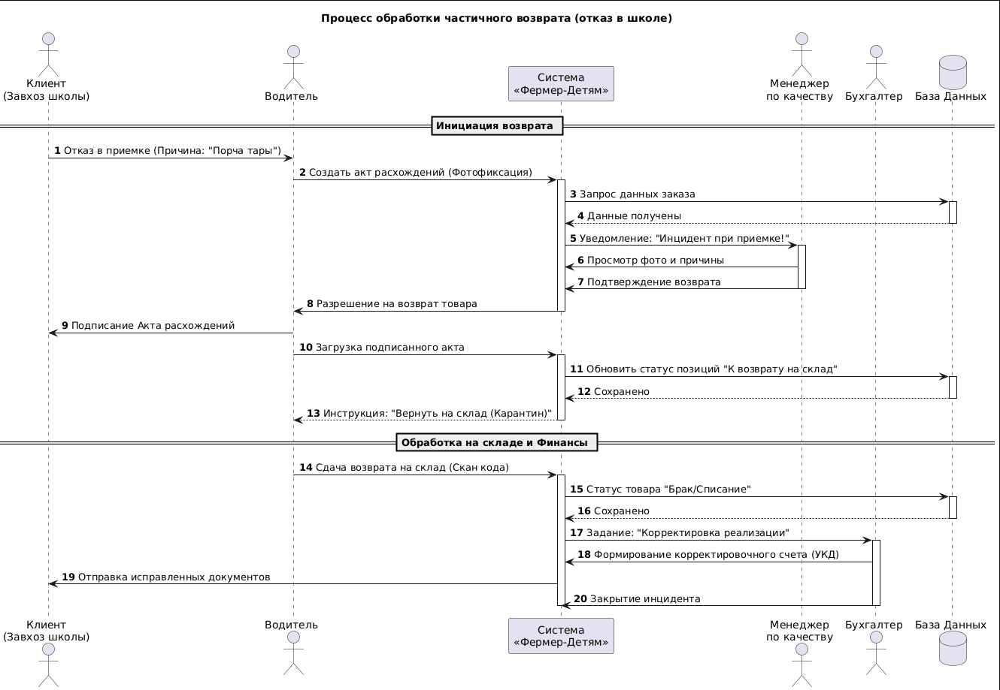 Процесс обработки частичного возврата (отказ в школе)
Клиент
(Завхоз школы)
Водитель
Система
«Фермер-Детям»
Менеджер
по качеству
Бухгалтер
База Данных
Инициация возврата
1 Отказ в приемке (Причина: "Порча тары")
2 Создать акт расхождений (Фотофиксация)
3 Запрос данных заказа
4 Данные получены
5 Уведомление: "Инцидент при приемке!"
6 Просмотр фото и причины
7 Подтверждение возврата
8 Разрешение на возврат товара
9 Подписание Акта расхождений
10 Загрузка подписанного акта
11 Обновить статус позиций "К возврату на склад"
12 Сохранено
13 Инструкция: "Вернуть на склад (Карантин)"
Обработка на складе и Финансы
14 Сдача возврата на склад (Скан кода)
15 Статус товара "Брак/Списание"
16 Сохранено
17 Задание: "Корректировка реализации"
18 Формирование корректировочного счета (УКД)
19 Отправка исправленных документов
20 Закрытие инцидента
Клиент
(Завхоз школы)
Водитель
Система
«Фермер-Детям»
Менеджер
по качеству
Бухгалтер
База Данных